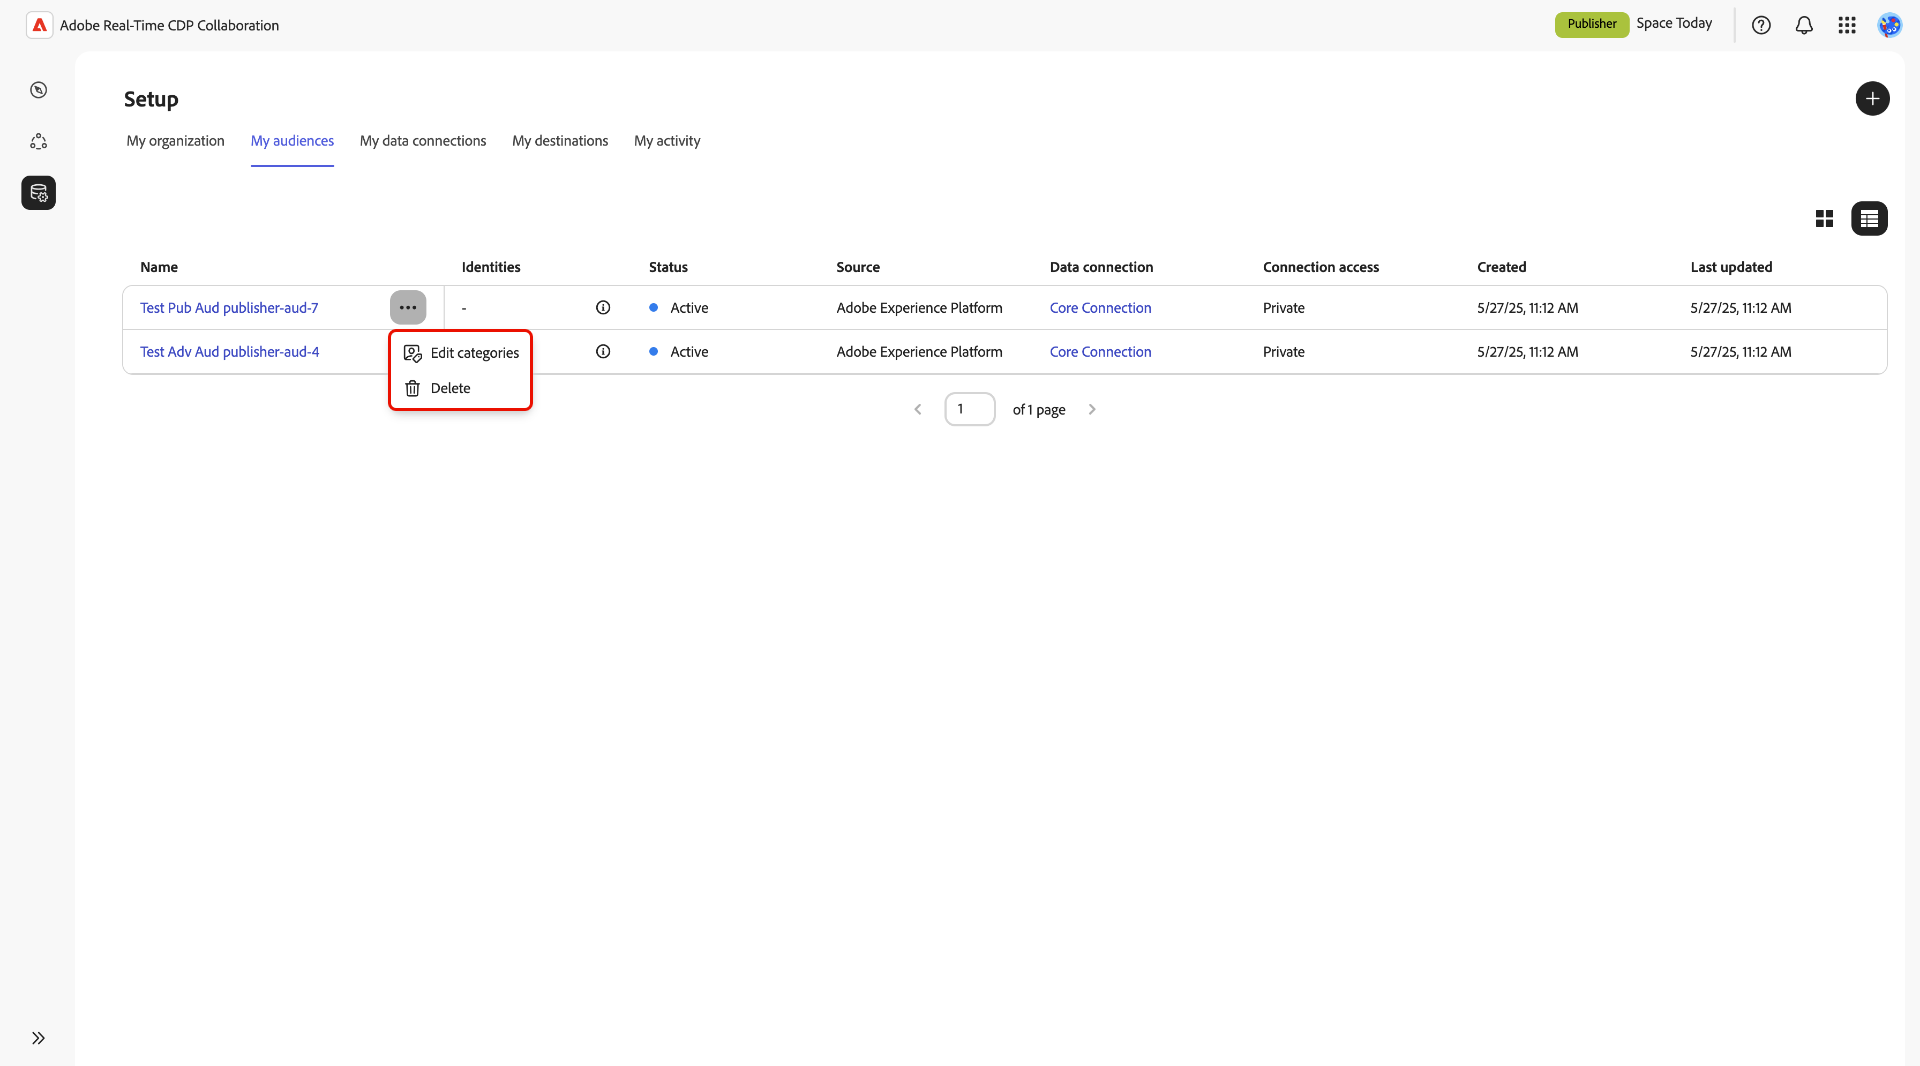 Adobe Real-Time CDP Collaboration
Publisher
Space Today
Setup
My organization
My audiences
My data connections
My destinations
My activity
Name
Identities
Status
Source
Data connection
Connection access
Created
Last updated
Test Pub Aud publisher-aud-7
-
Active
Adobe Experience Platform
Core Connection
Private
5/27/25, 11:12 AM
5/27/25, 11:12 AM
Test Adv Aud publisher-aud-4
Active
Adobe Experience Platform
Core Connection
Private
5/27/25, 11:12 AM
5/27/25, 11:12 AM
Edit categories
Delete
1
of 1 page